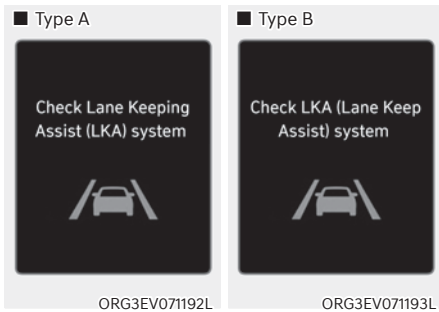 ■ Type A
Check Lane Keeping
Assist (LKA) system
ORG3EV071192L
■ Type B
Check LKA (Lane Keep
Assist) system
ORG3EV071193L